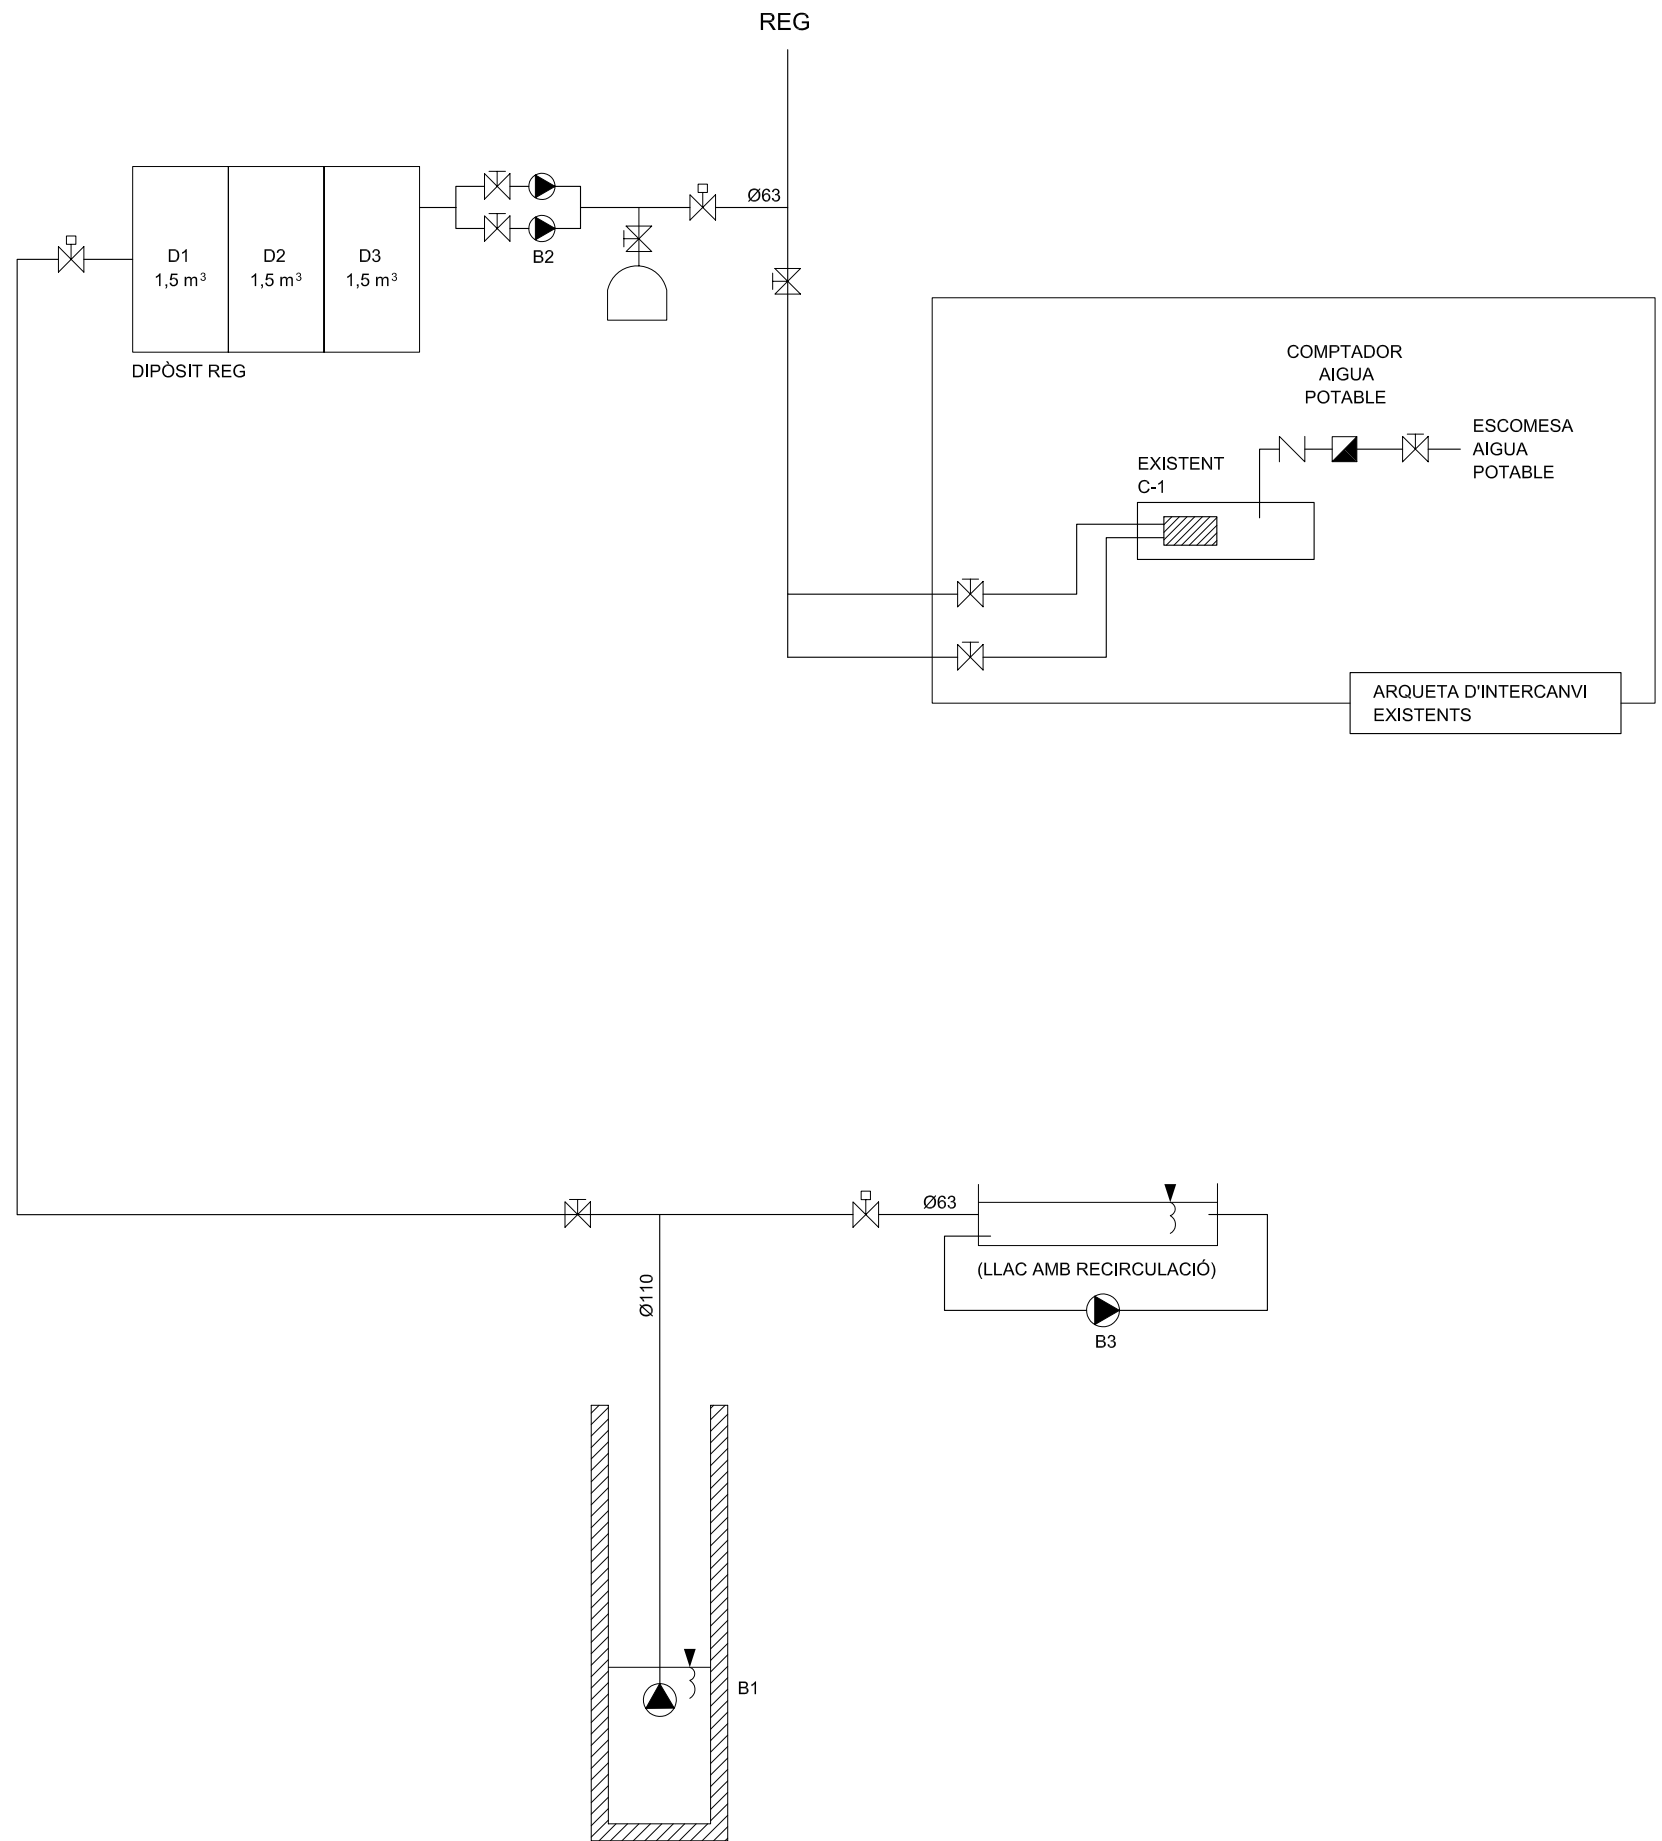 REG
Ø63
B2
D1
1,5 m³
D2
1,5 m³
D3
1,5 m³
DIPÒSIT REG
COMPTADOR
AIGUA
POTABLE
ESCOMESA
AIGUA
POTABLE
EXISTENT
C-1
ARQUETA D'INTERCANVI
EXISTENTS
Ø63
(LLAC AMB RECIRCULACIÓ)
Ø110
B3
B1